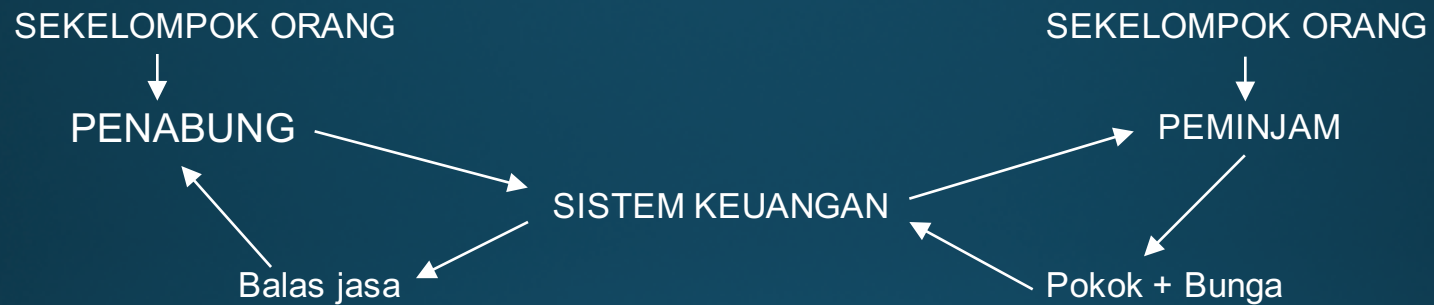 SEKELOMPOK ORANG
SEKELOMPOK ORANG
PENABUNG
PEMINJAM
SISTEM KEUANGAN
Balas jasa
Pokok + Bunga